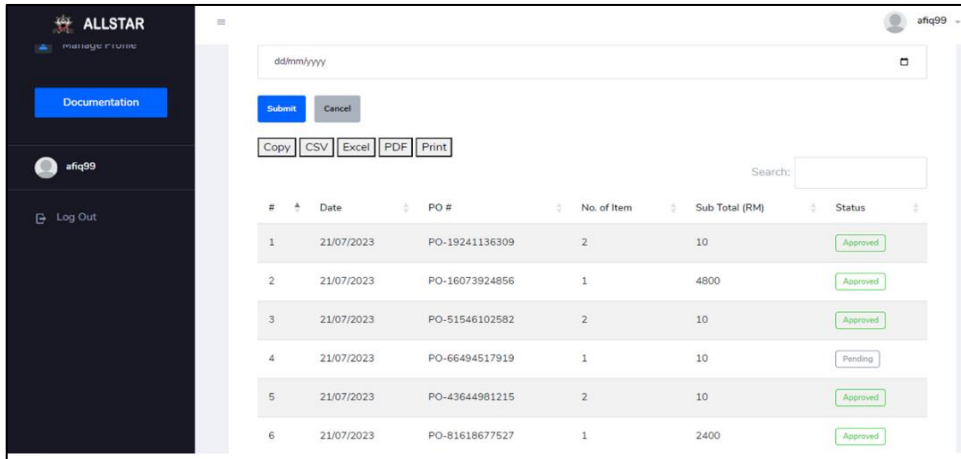 ALLSTAR
afiq99
Manage Profile
dd/mm/yyyy
Documentation
Submit Cancel
Copy CSV Excel PDF Print
afiq99
Search:
Log Out
# Date PO # No. of Item Sub Total (RM) Status
1 21/07/2023 PO-19241136309 2 10 Approved
2 21/07/2023 PO-16073924856 1 4800 Approved
3 21/07/2023 PO-51546102582 2 10 Approved
4 21/07/2023 PO-66494517919 1 10 Pending
5 21/07/2023 PO-43644981215 2 10 Approved
6 21/07/2023 PO-81618677527 1 2400 Approved